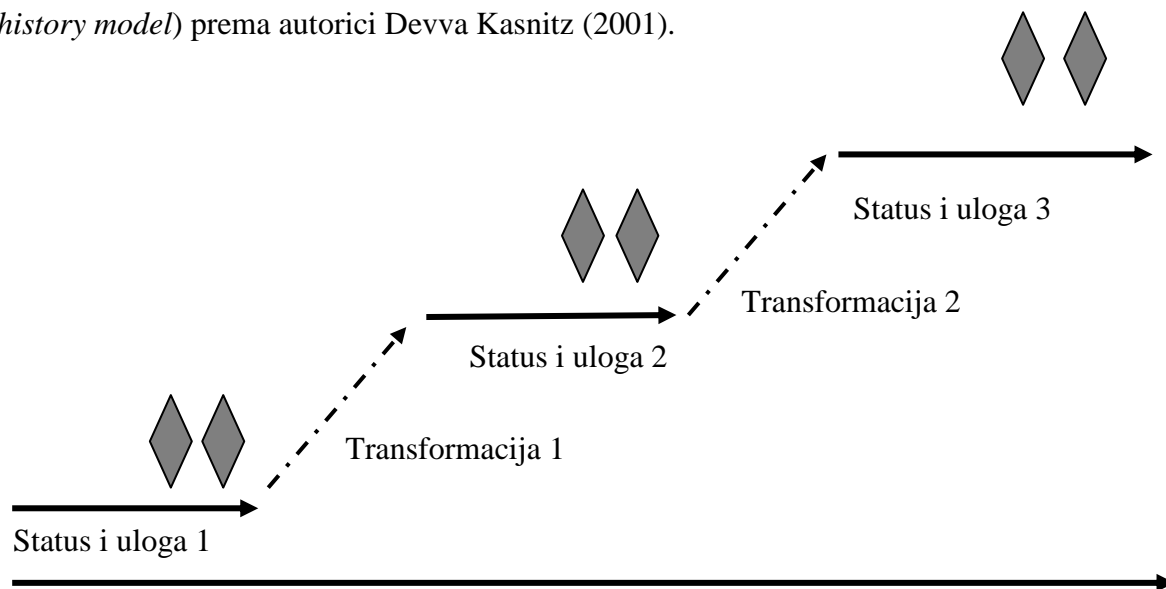 history model) prema autorici Devva Kasnitz (2001).
Status i uloga 3
Transformacija 2
Status i uloga 2
Transformacija 1
Status i uloga 1